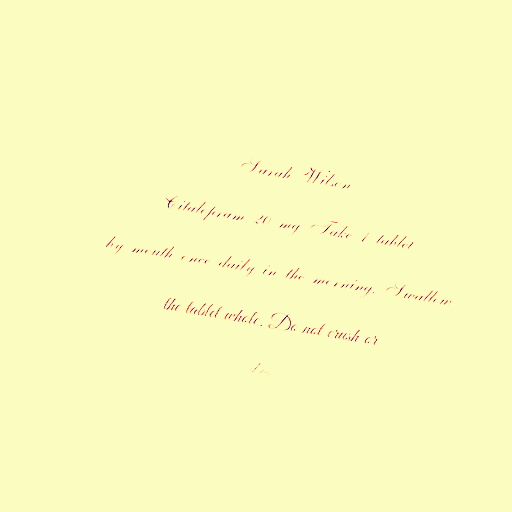 Sarah Wilson
Citalopram 20 mg Take 1 tablet
by mouth once daily in the morning. Swallow
the tablet whole. Do not crush or